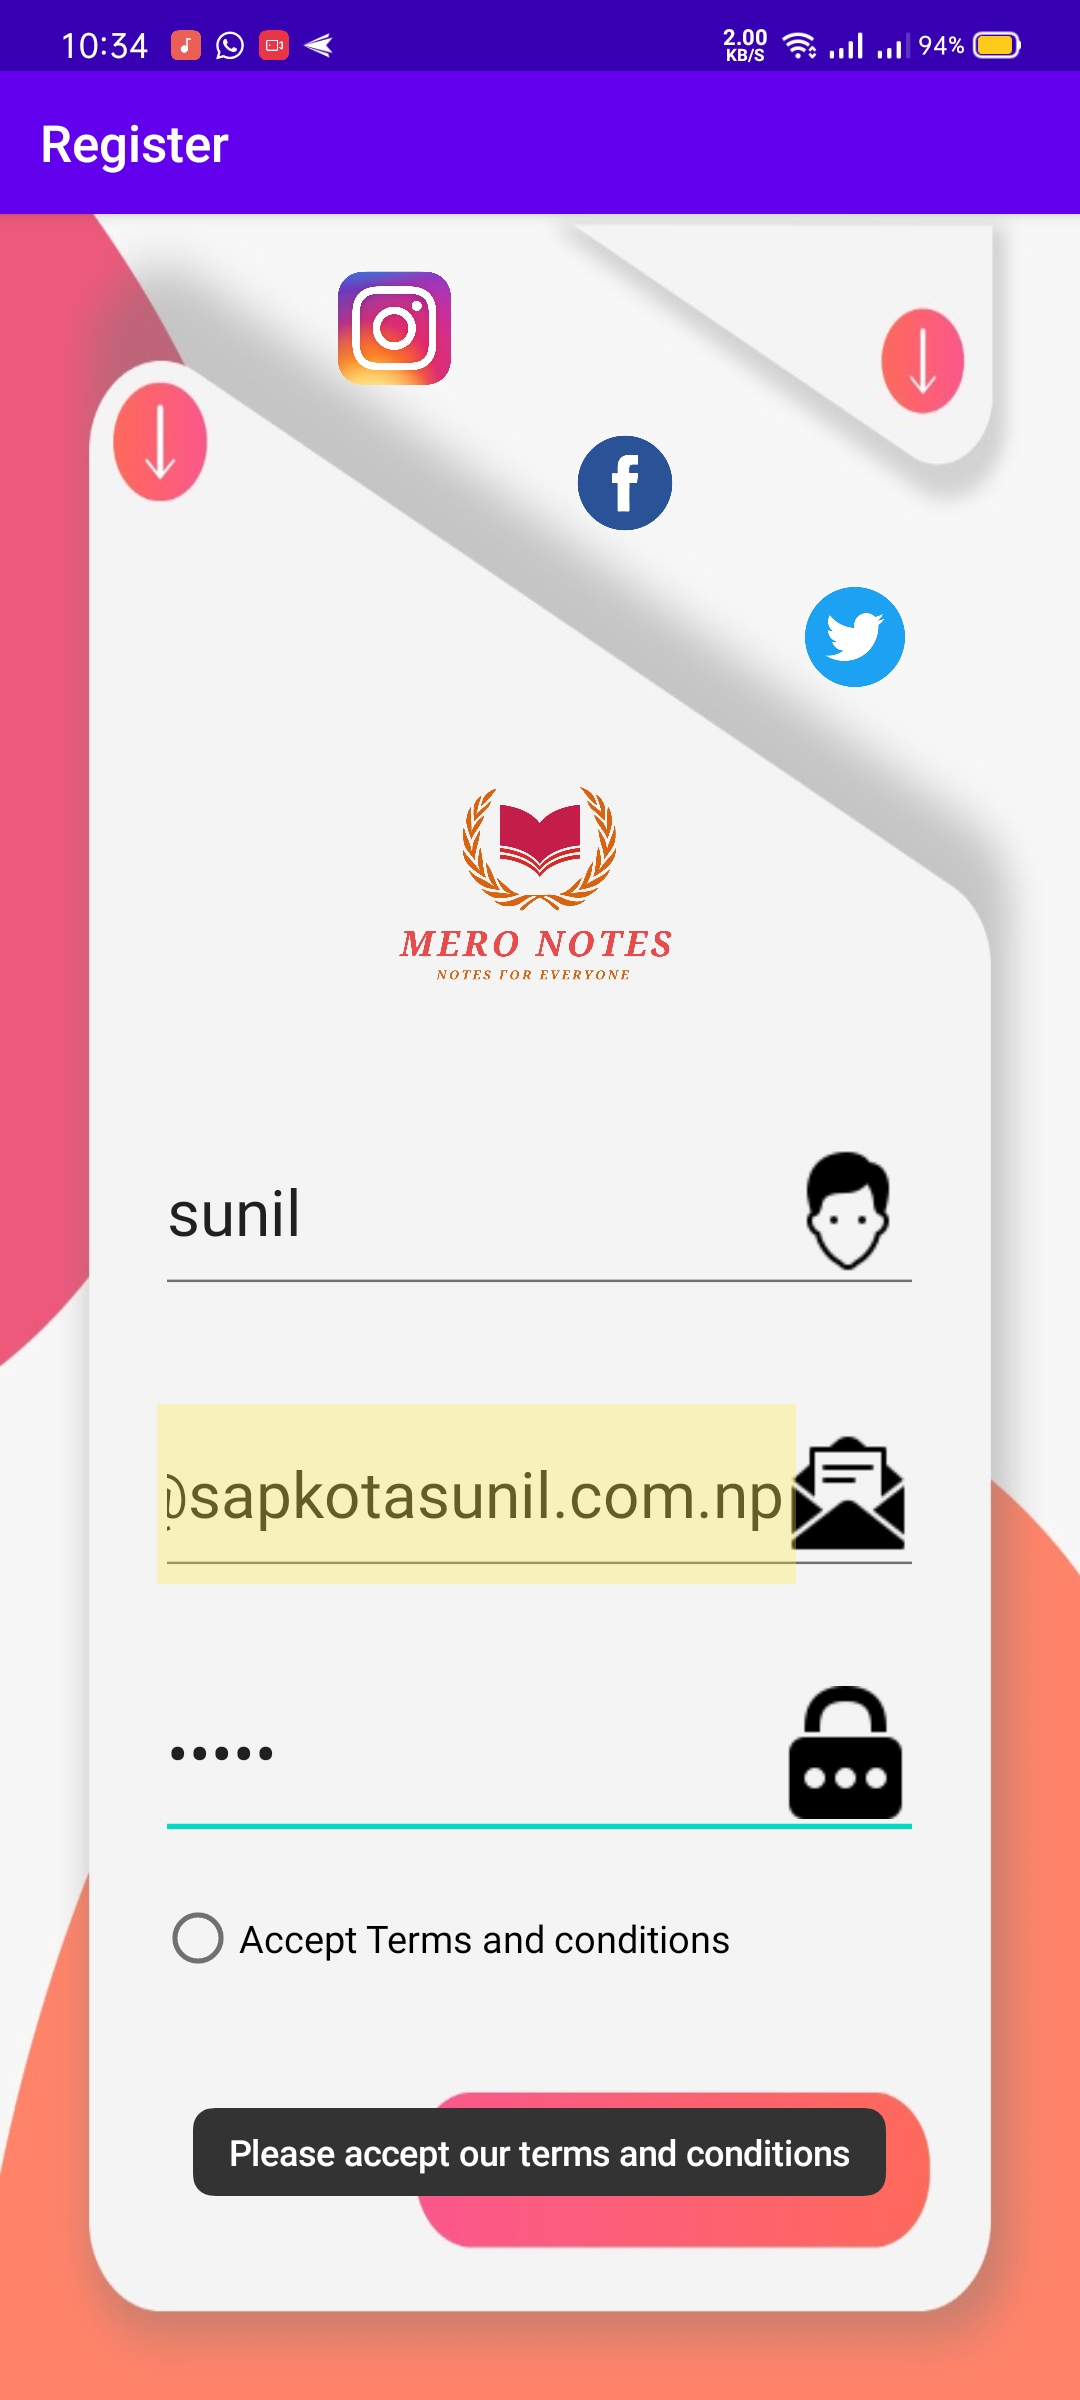 10:34
2.00
KB/S
94%
Register
MERO NOTES
NOTES FOR EVERYONE
sunil
@sapkotasunil.com.np
•••••
Accept Terms and conditions
Please accept our terms and conditions